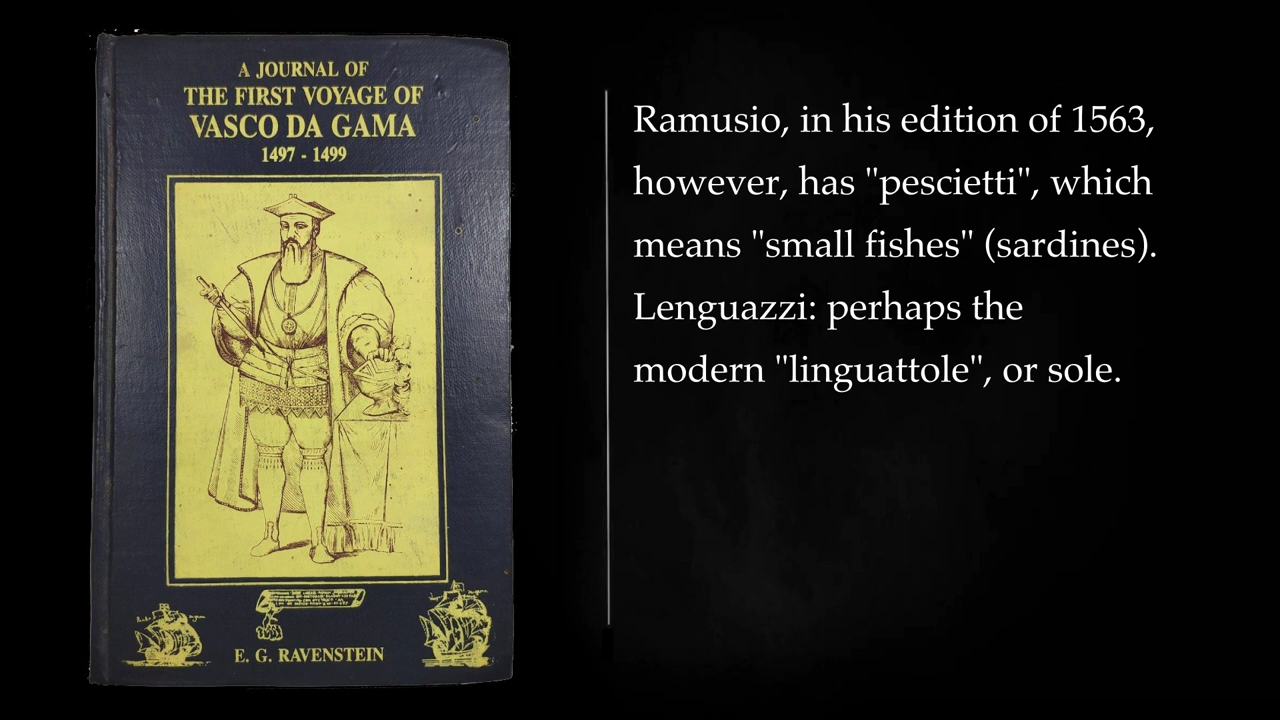 A JOURNAL OF
THE FIRST VOYAGE OF
VASCO DA GAMA
1497 - 1499
E. G. RAVENSTEIN
Ramusio, in his edition of 1563,
however, has "pescietti", which
means "small fishes" (sardines).
Lenguazzi: perhaps the
modern "linguattole", or sole.